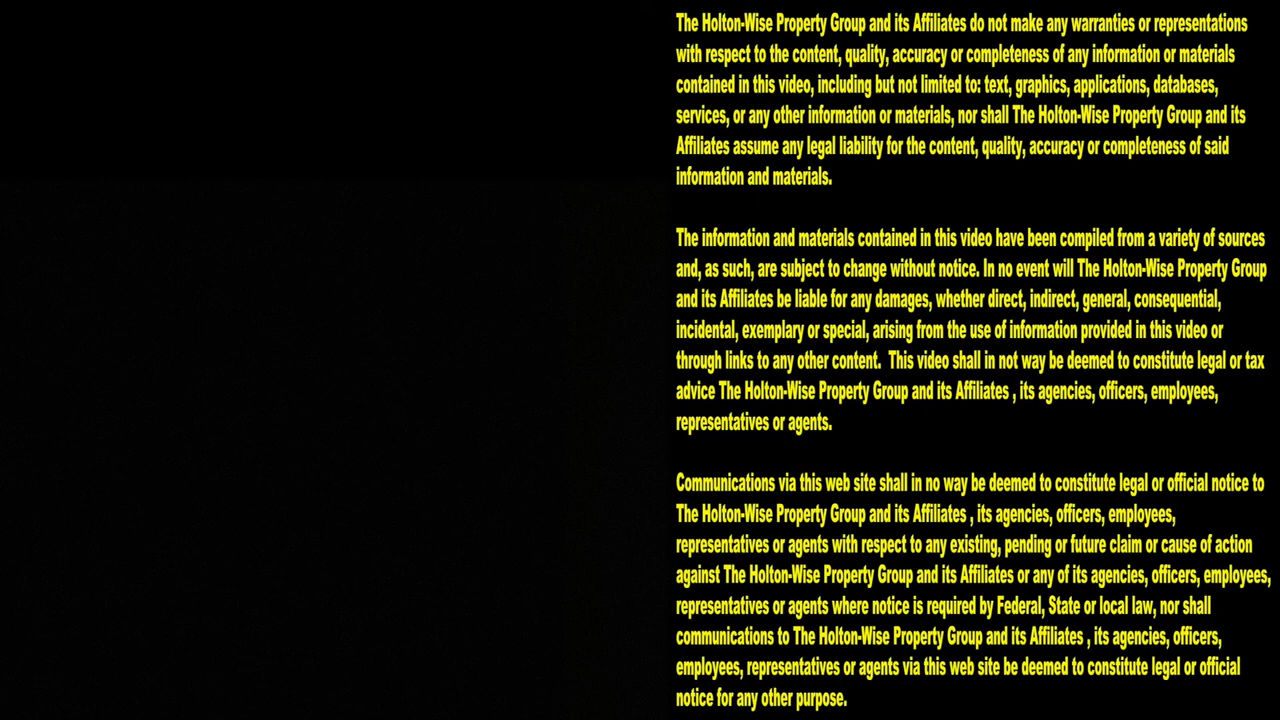 The Holton-Wise Property Group and its Affiliates do not make any warranties or representations
with respect to the content, quality, accuracy or completeness of any information or materials
contained in this video, including but not limited to: text, graphics, applications, databases,
services, or any other information or materials, nor shall The Holton-Wise Property Group and its
Affiliates assume any legal liability for the content, quality, accuracy or completeness of said
information and materials.
The information and materials contained in this video have been compiled from a variety of sources
and, as such, are subject to change without notice. In no event will The Holton-Wise Property Group
and its Affiliates be liable for any damages, whether direct, indirect, general, consequential,
incidental, exemplary or special, arising from the use of information provided in this video or
through links to any other content.  This video shall in not way be deemed to constitute legal or tax
advice The Holton-Wise Property Group and its Affiliates , its agencies, officers, employees,
representatives or agents.
Communications via this web site shall in no way be deemed to constitute legal or official notice to
The Holton-Wise Property Group and its Affiliates , its agencies, officers, employees,
representatives or agents with respect to any existing, pending or future claim or cause of action
against The Holton-Wise Property Group and its Affiliates or any of its agencies, officers, employees,
representatives or agents where notice is required by Federal, State or local law, nor shall
communications to The Holton-Wise Property Group and its Affiliates , its agencies, officers,
employees, representatives or agents via this web site be deemed to constitute legal or official
notice for any other purpose.